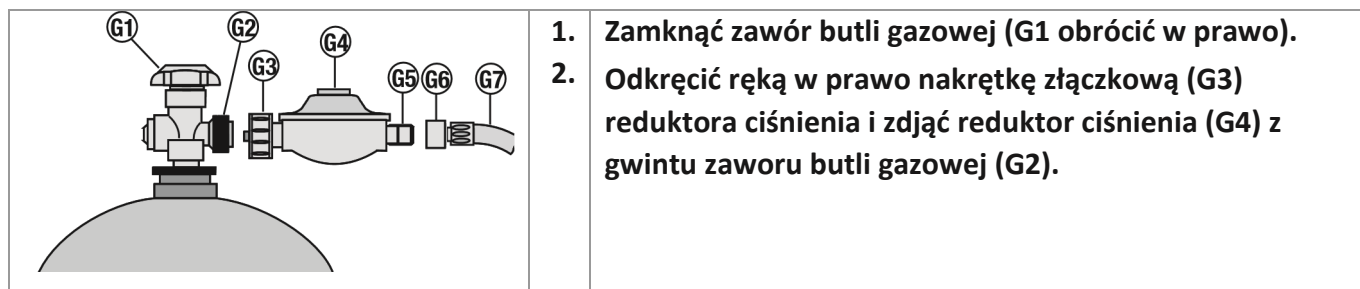 G1 G2 G4
G3 G5 G6 G7
1. Zamknąć zawór butli gazowej (G1 obrócić w prawo).
2. Odkręcić ręką w prawo nakrętkę złączkową (G3)
reduktora ciśnienia i zdjąć reduktor ciśnienia (G4) z
gwintu zaworu butli gazowej (G2).